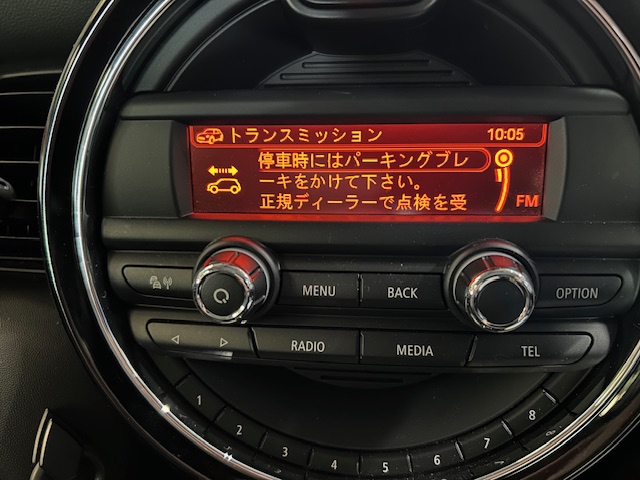 トランスミッション 10:05
停車時にはパーキングブレ
ーキをかけて下さい。
正規ディーラーで点検を受 FM
MENU BACK OPTION
RADIO MEDIA TEL
1 2 3 4 5 6 7 8